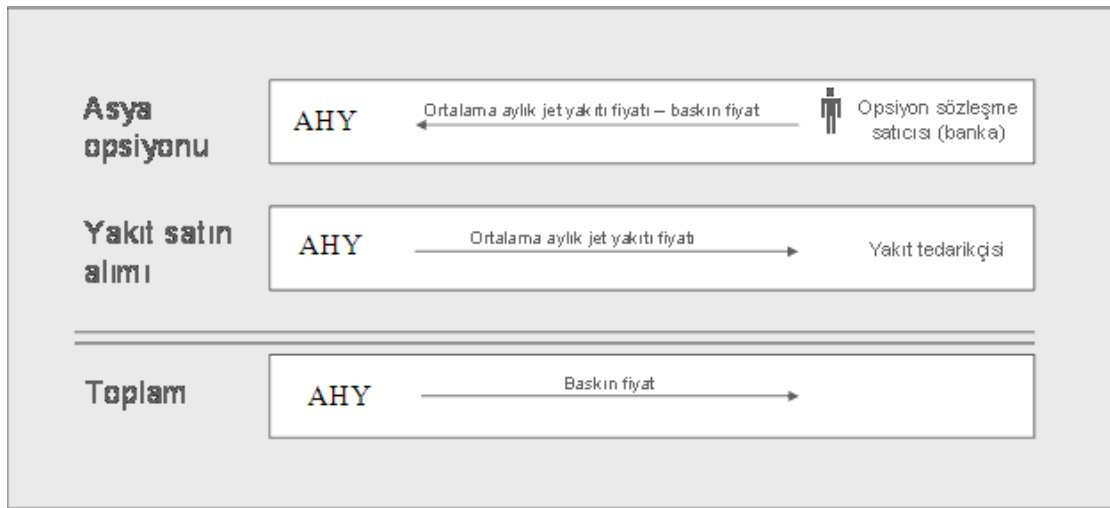 Asya
opsiyonu
AHY
Ortalama aylık jet yakıtı fiyatı – baskın fiyat
Opsiyon sözleşme
satıcısı (banka)
Yakıt satın
alımı
AHY
Ortalama aylık jet yakıtı fiyatı
Yakıt tedarikçisi
Toplam
AHY
Baskın fiyat